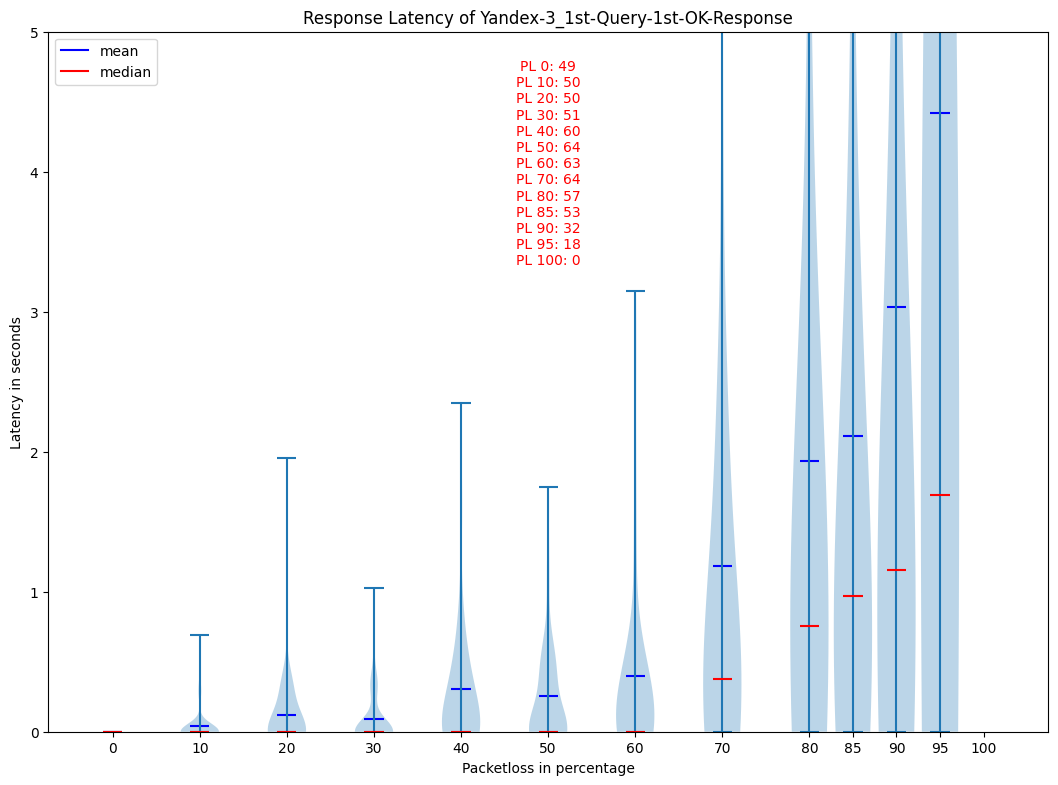 Response Latency of Yandex-3_1st-Query-1st-OK-Response
mean
median
PL 0: 49
PL 10: 50
PL 20: 50
PL 30: 51
PL 40: 60
PL 50: 64
PL 60: 63
PL 70: 64
PL 80: 57
PL 85: 53
PL 90: 32
PL 95: 18
PL 100: 0
Latency in seconds
5
4
3
2
1
0
0 10 20 30 40 50 60 70 80 85 90 95 100
Packetloss in percentage